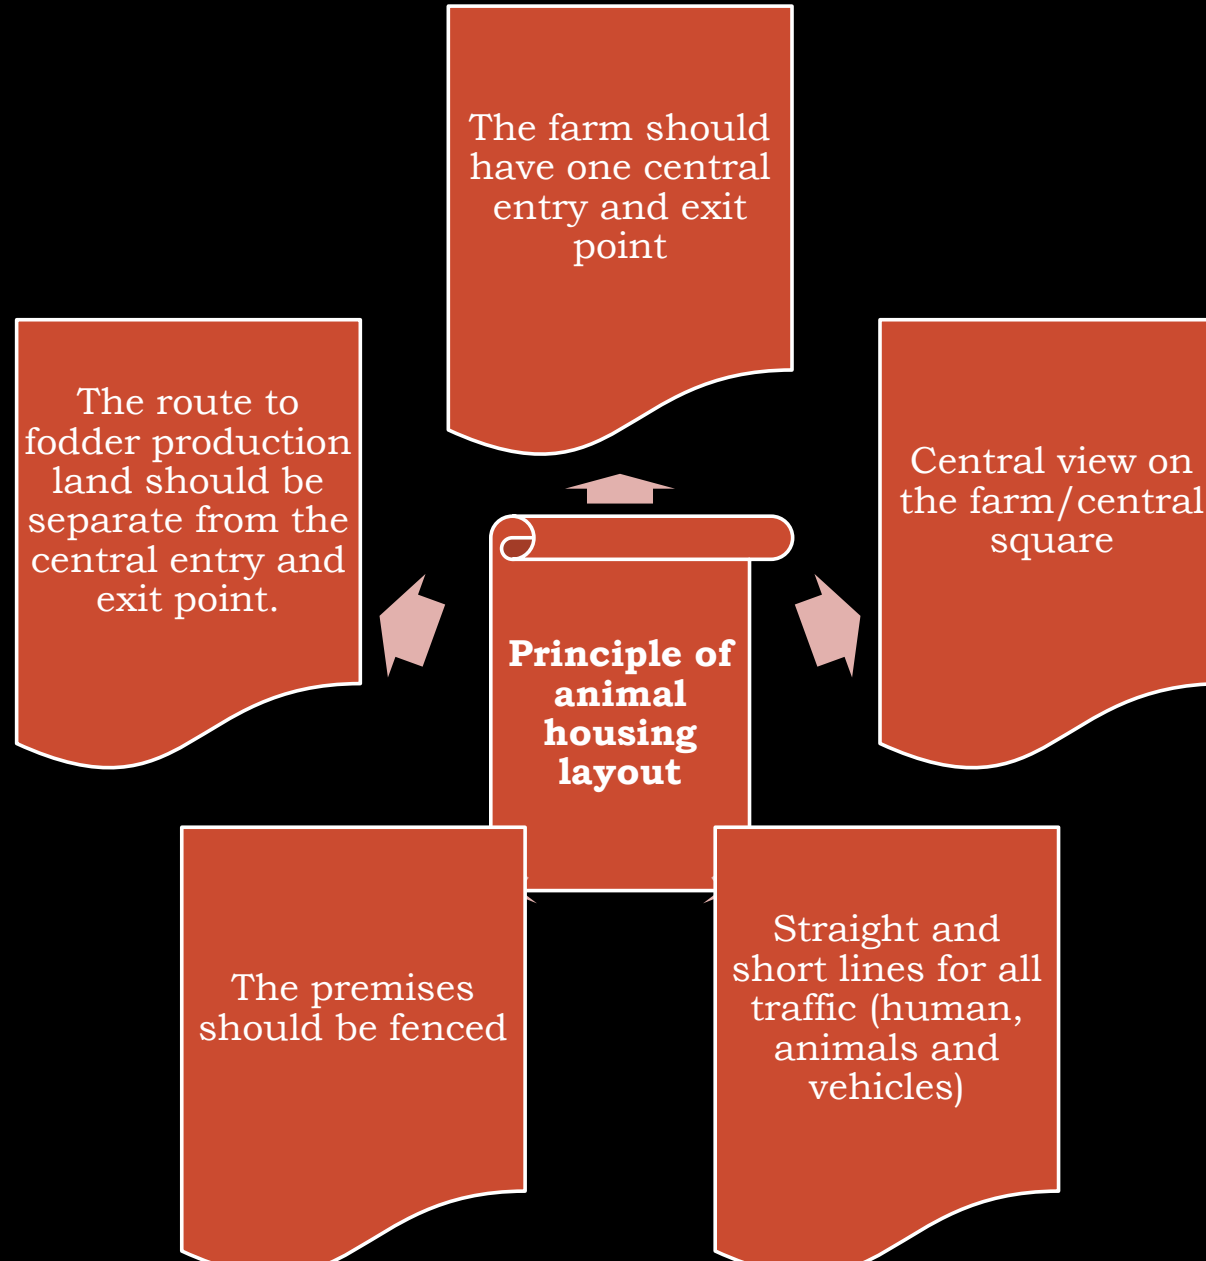 The farm should
have one central
entry and exit
point
The route to
fodder production
land should be
separate from the
central entry and
exit point.
Central view on
the farm/central
square
Principle of
animal
housing
layout
The premises
should be fenced
Straight and
short lines for all
traffic (human,
animals and
vehicles)